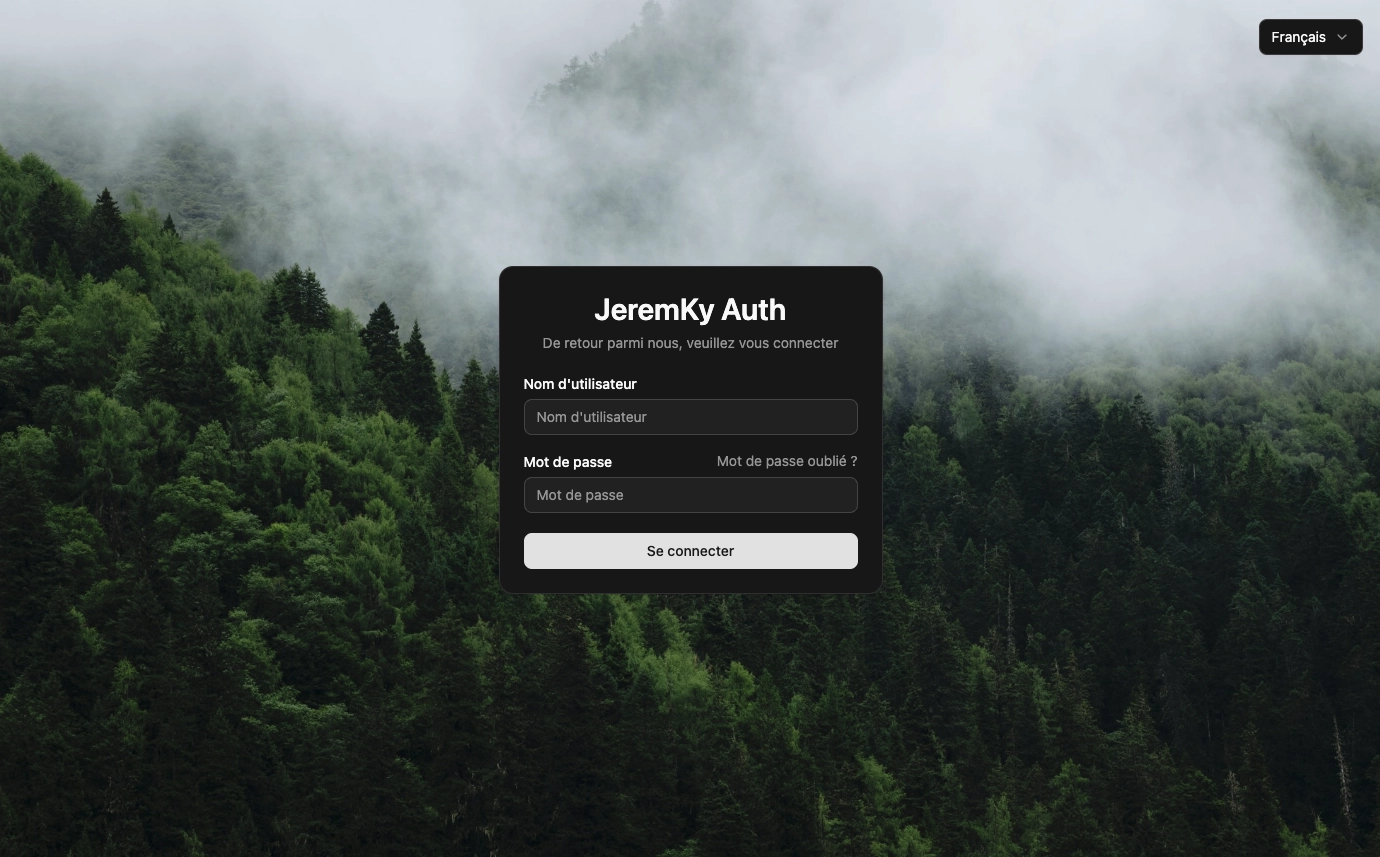 Français
JeremKy Auth
De retour parmi nous, veuillez vous connecter
Nom d'utilisateur
Nom d'utilisateur
Mot de passe Mot de passe oublié ?
Mot de passe
Se connecter